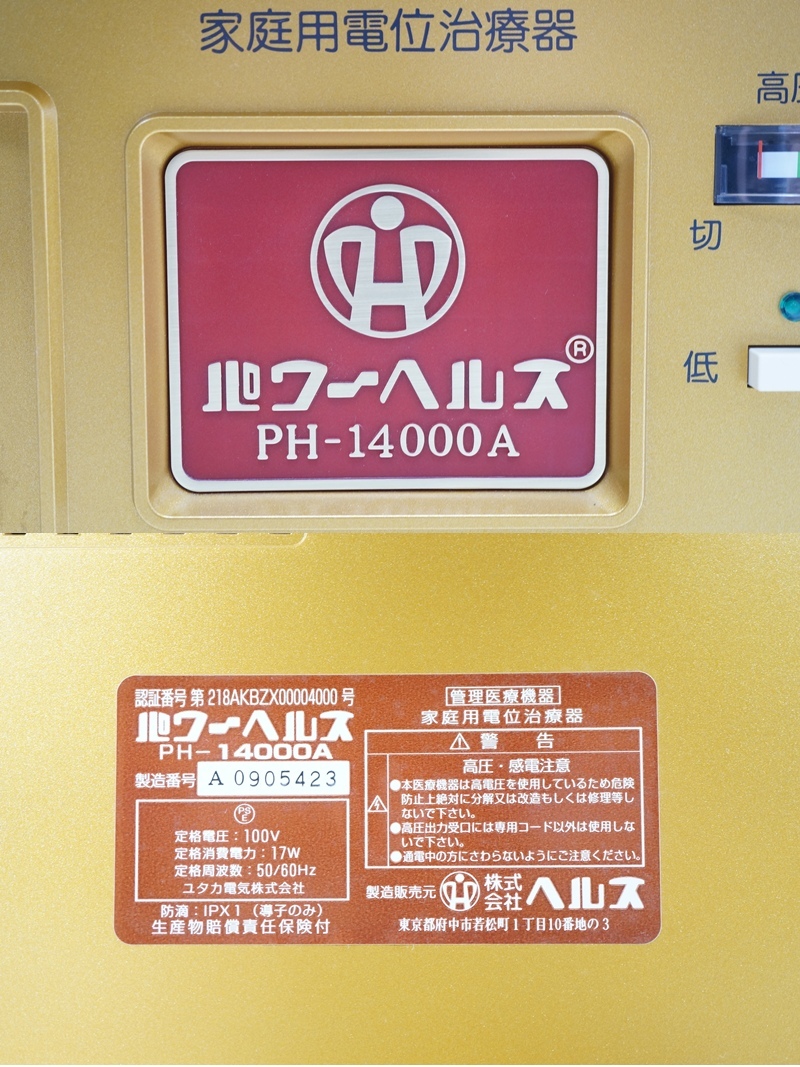 家庭用電位治療器
高圧
切
低
パワーヘルス®
PH-14000A
認証番号 第 218AKBZX00004000 号
パワーヘルス
PH-14000A
製造番号 A 0905423
PSE
定格電圧：100V
定格消費電力：17W
定格周波数：50/60Hz
ユタカ電気株式会社
防滴：IPX1（導子のみ）
生産物賠償責任保険付
管理医療機器
家庭用電位治療器
⚠ 警 告
高圧・感電注意
●本医療機器は高電圧を使用しているため危険
防止上絶対に分解又は改造もしくは修理等し
ないで下さい。
●高圧出力受口には専用コード以外は使用しな
いで下さい。
●通電中の方にさわらないようにご注意ください。
製造販売元 株式会社 ヘルス
東京都府中市若松町1丁目10番地の3